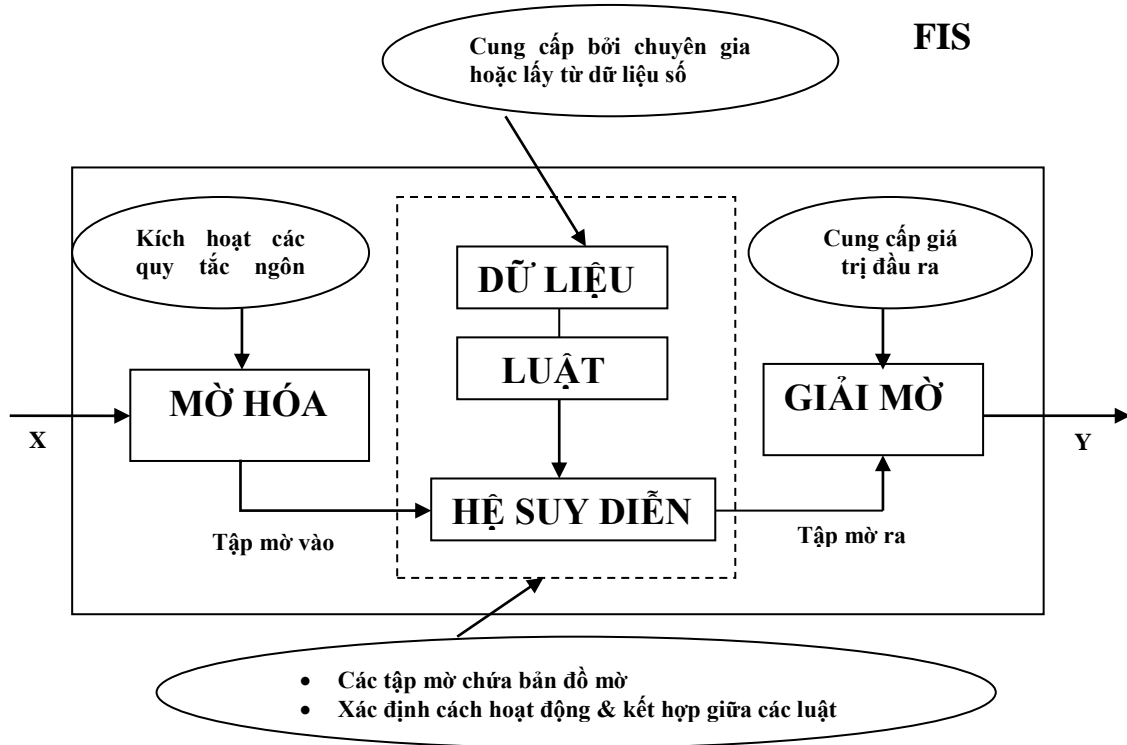 FIS
Cung cấp bởi chuyên gia
hoặc lấy từ dữ liệu số
Kích hoạt các
quy tắc ngôn
Cung cấp giá
trị đầu ra
DỮ LIỆU
LUẬT
MỜ HÓA
GIẢI MỜ
X
Y
HỆ SUY DIỄN
Tập mờ vào
Tập mờ ra
• Các tập mờ chứa bản đồ mờ
• Xác định cách hoạt động & kết hợp giữa các luật